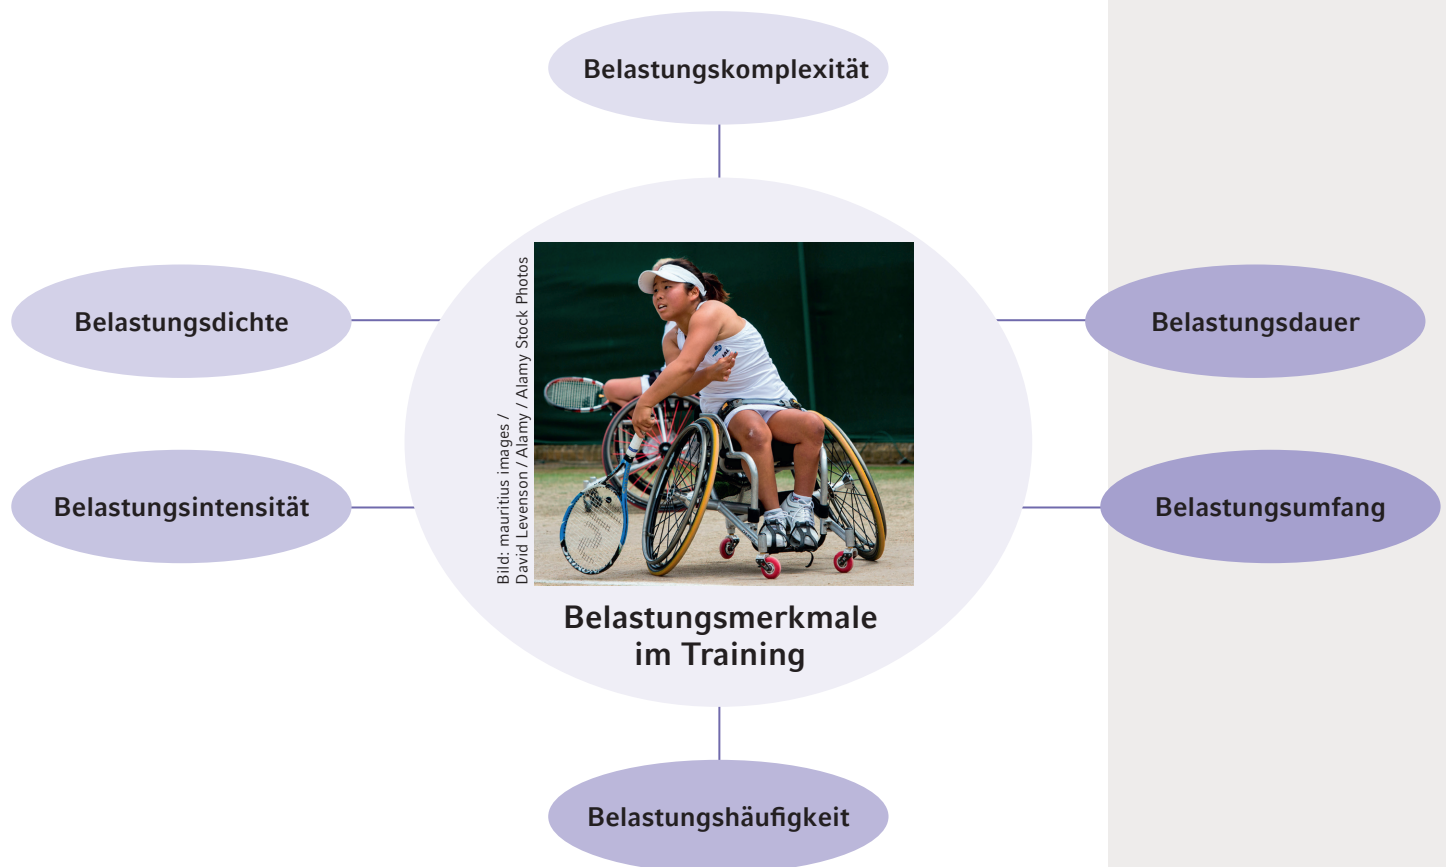 Belastungskomplexität
Belastungsdichte
Belastungsdauer
Belastungsintensität
Belastungsumfang
Bild: mauritius images /
David Levenson / Alamy / Alamy Stock Photos
Belastungsmerkmale
im Training
Belastungshäufigkeit